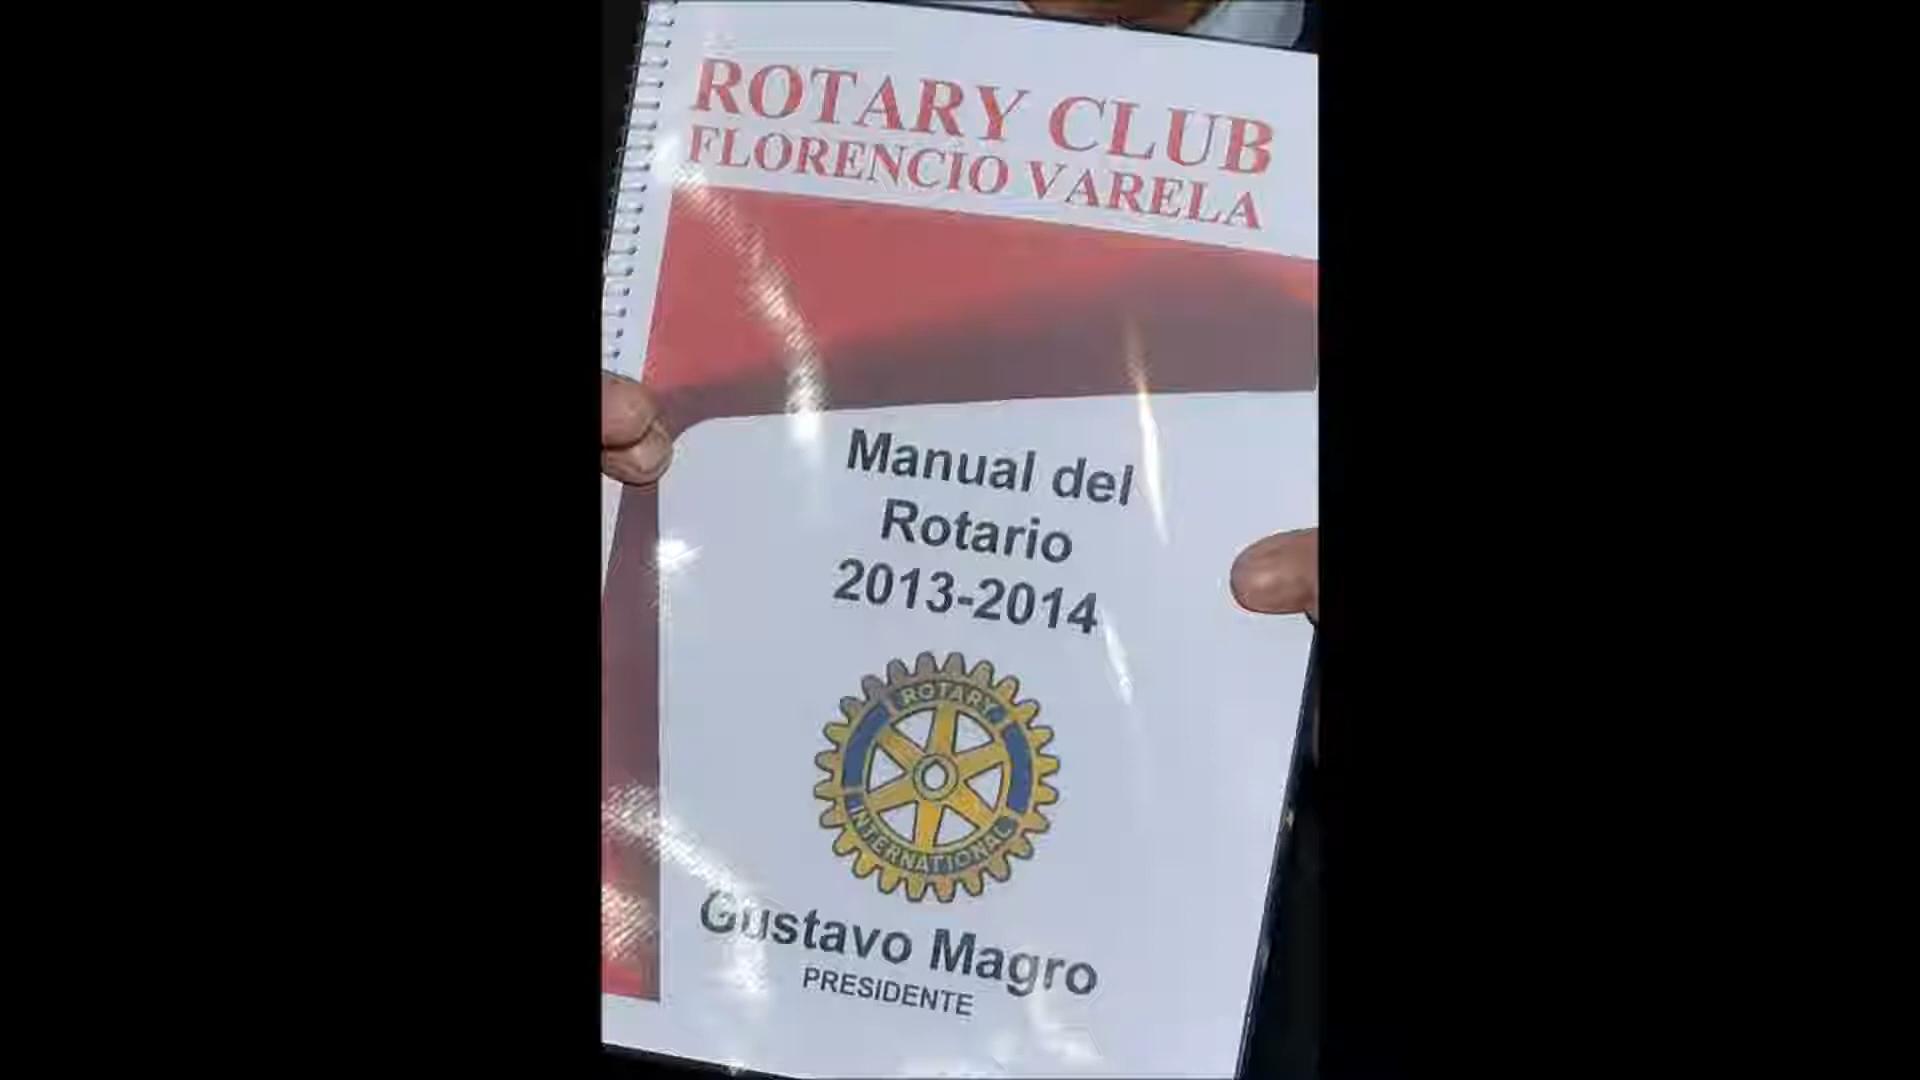 ROTARY CLUB
FLORENCIO VARELA
Manual del
Rotario
2013-2014
ROTARY
INTERNATIONAL
Gustavo Magro
PRESIDENTE